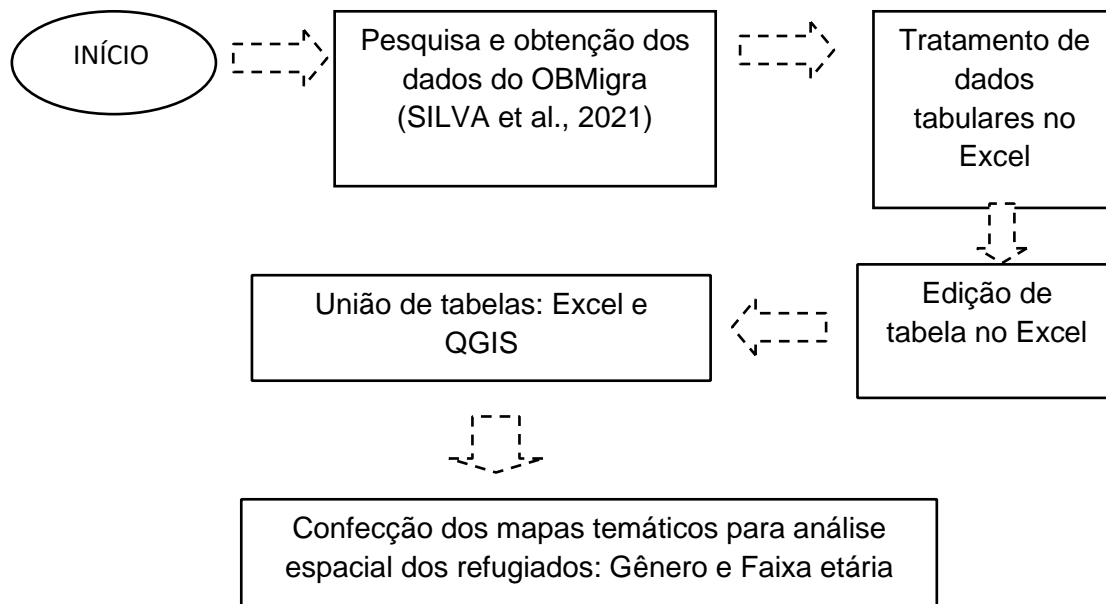 INÍCIO
Pesquisa e obtenção dos
dados do OBMigra
(SILVA et al., 2021)
Tratamento de
dados
tabulares no
Excel
Edição de
tabela no Excel
União de tabelas: Excel e
QGIS
Confecção dos mapas temáticos para análise
espacial dos refugiados: Gênero e Faixa etária